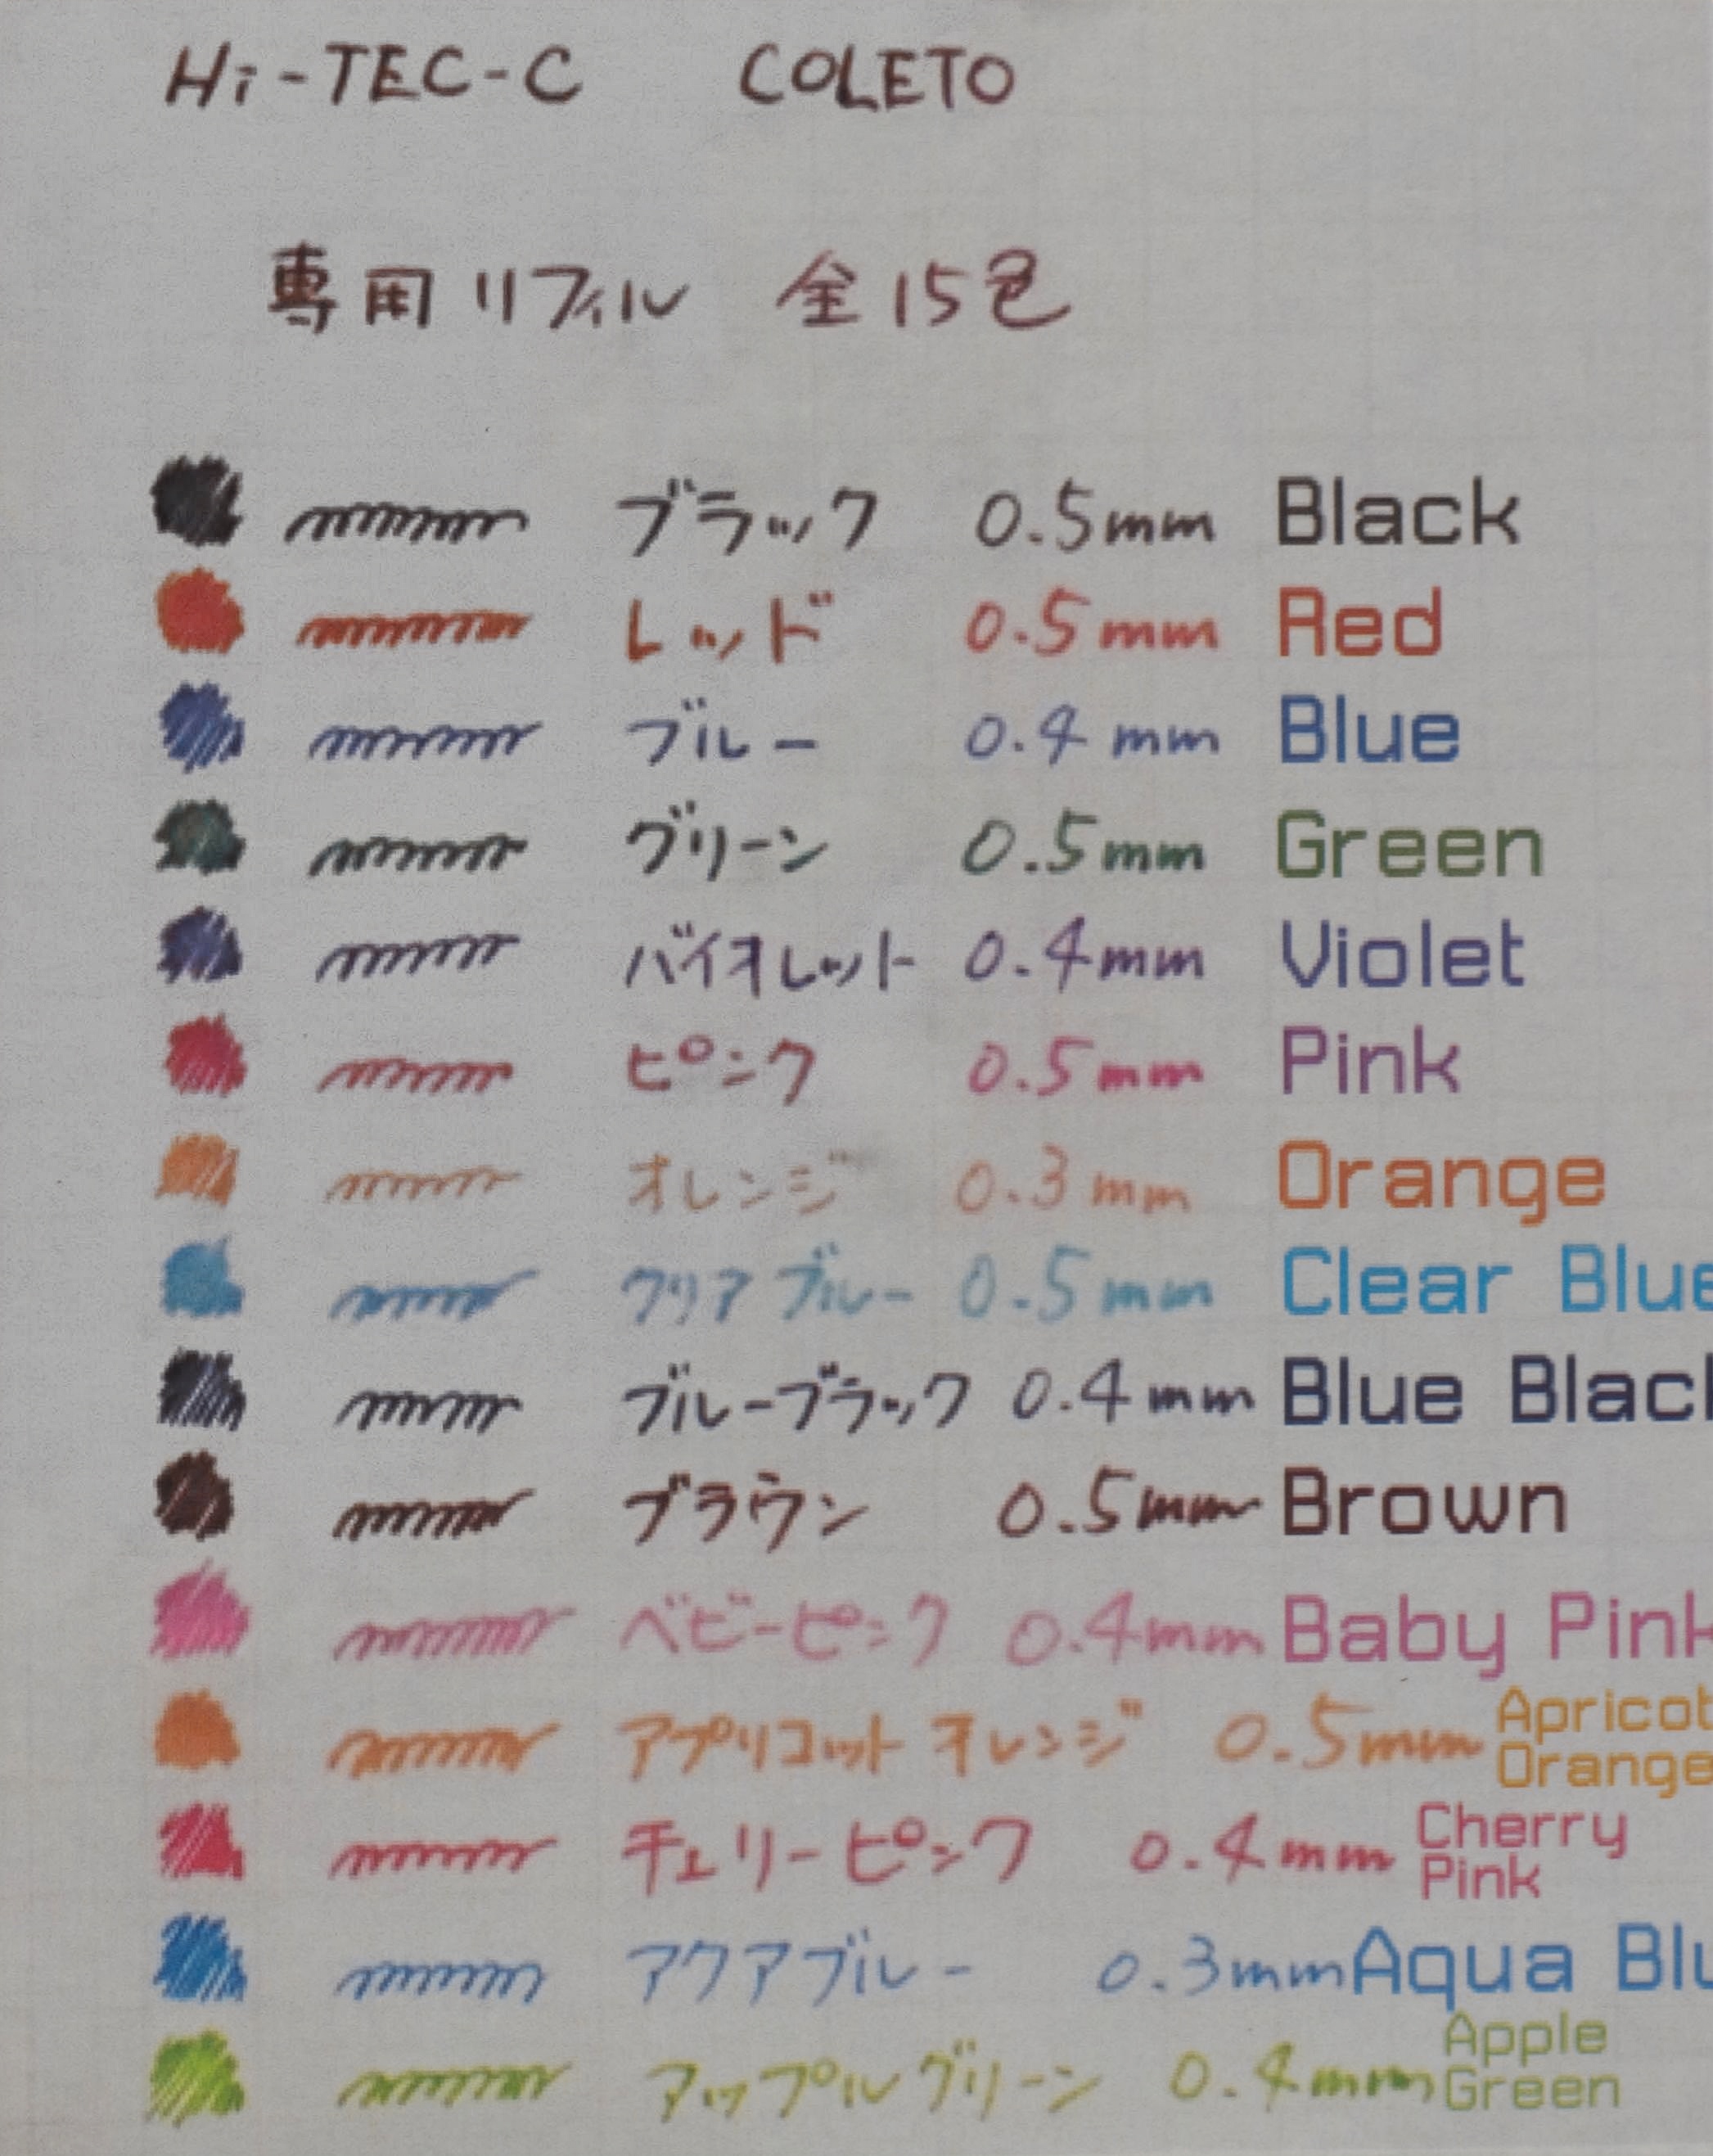 Hi-TEC-C COLETO
専用リフィル 全15色
ブラック 0.5mm Black
レッド 0.5mm Red
ブルー 0.4mm Blue
グリーン 0.5mm Green
バイオレット 0.4mm Violet
ピンク 0.5mm Pink
オレンジ 0.3mm Orange
クリアブルー 0.5mm Clear Blue
ブルーブラック 0.4mm Blue Black
ブラウン 0.5mm Brown
ベビーピンク 0.4mm Baby Pink
アプリコットオレンジ 0.5mm Apricot
Orange
チェリーピンク 0.4mm Cherry
Pink
アクアブルー 0.3mm Aqua Blu
アップルグリーン 0.4mm Apple
Green